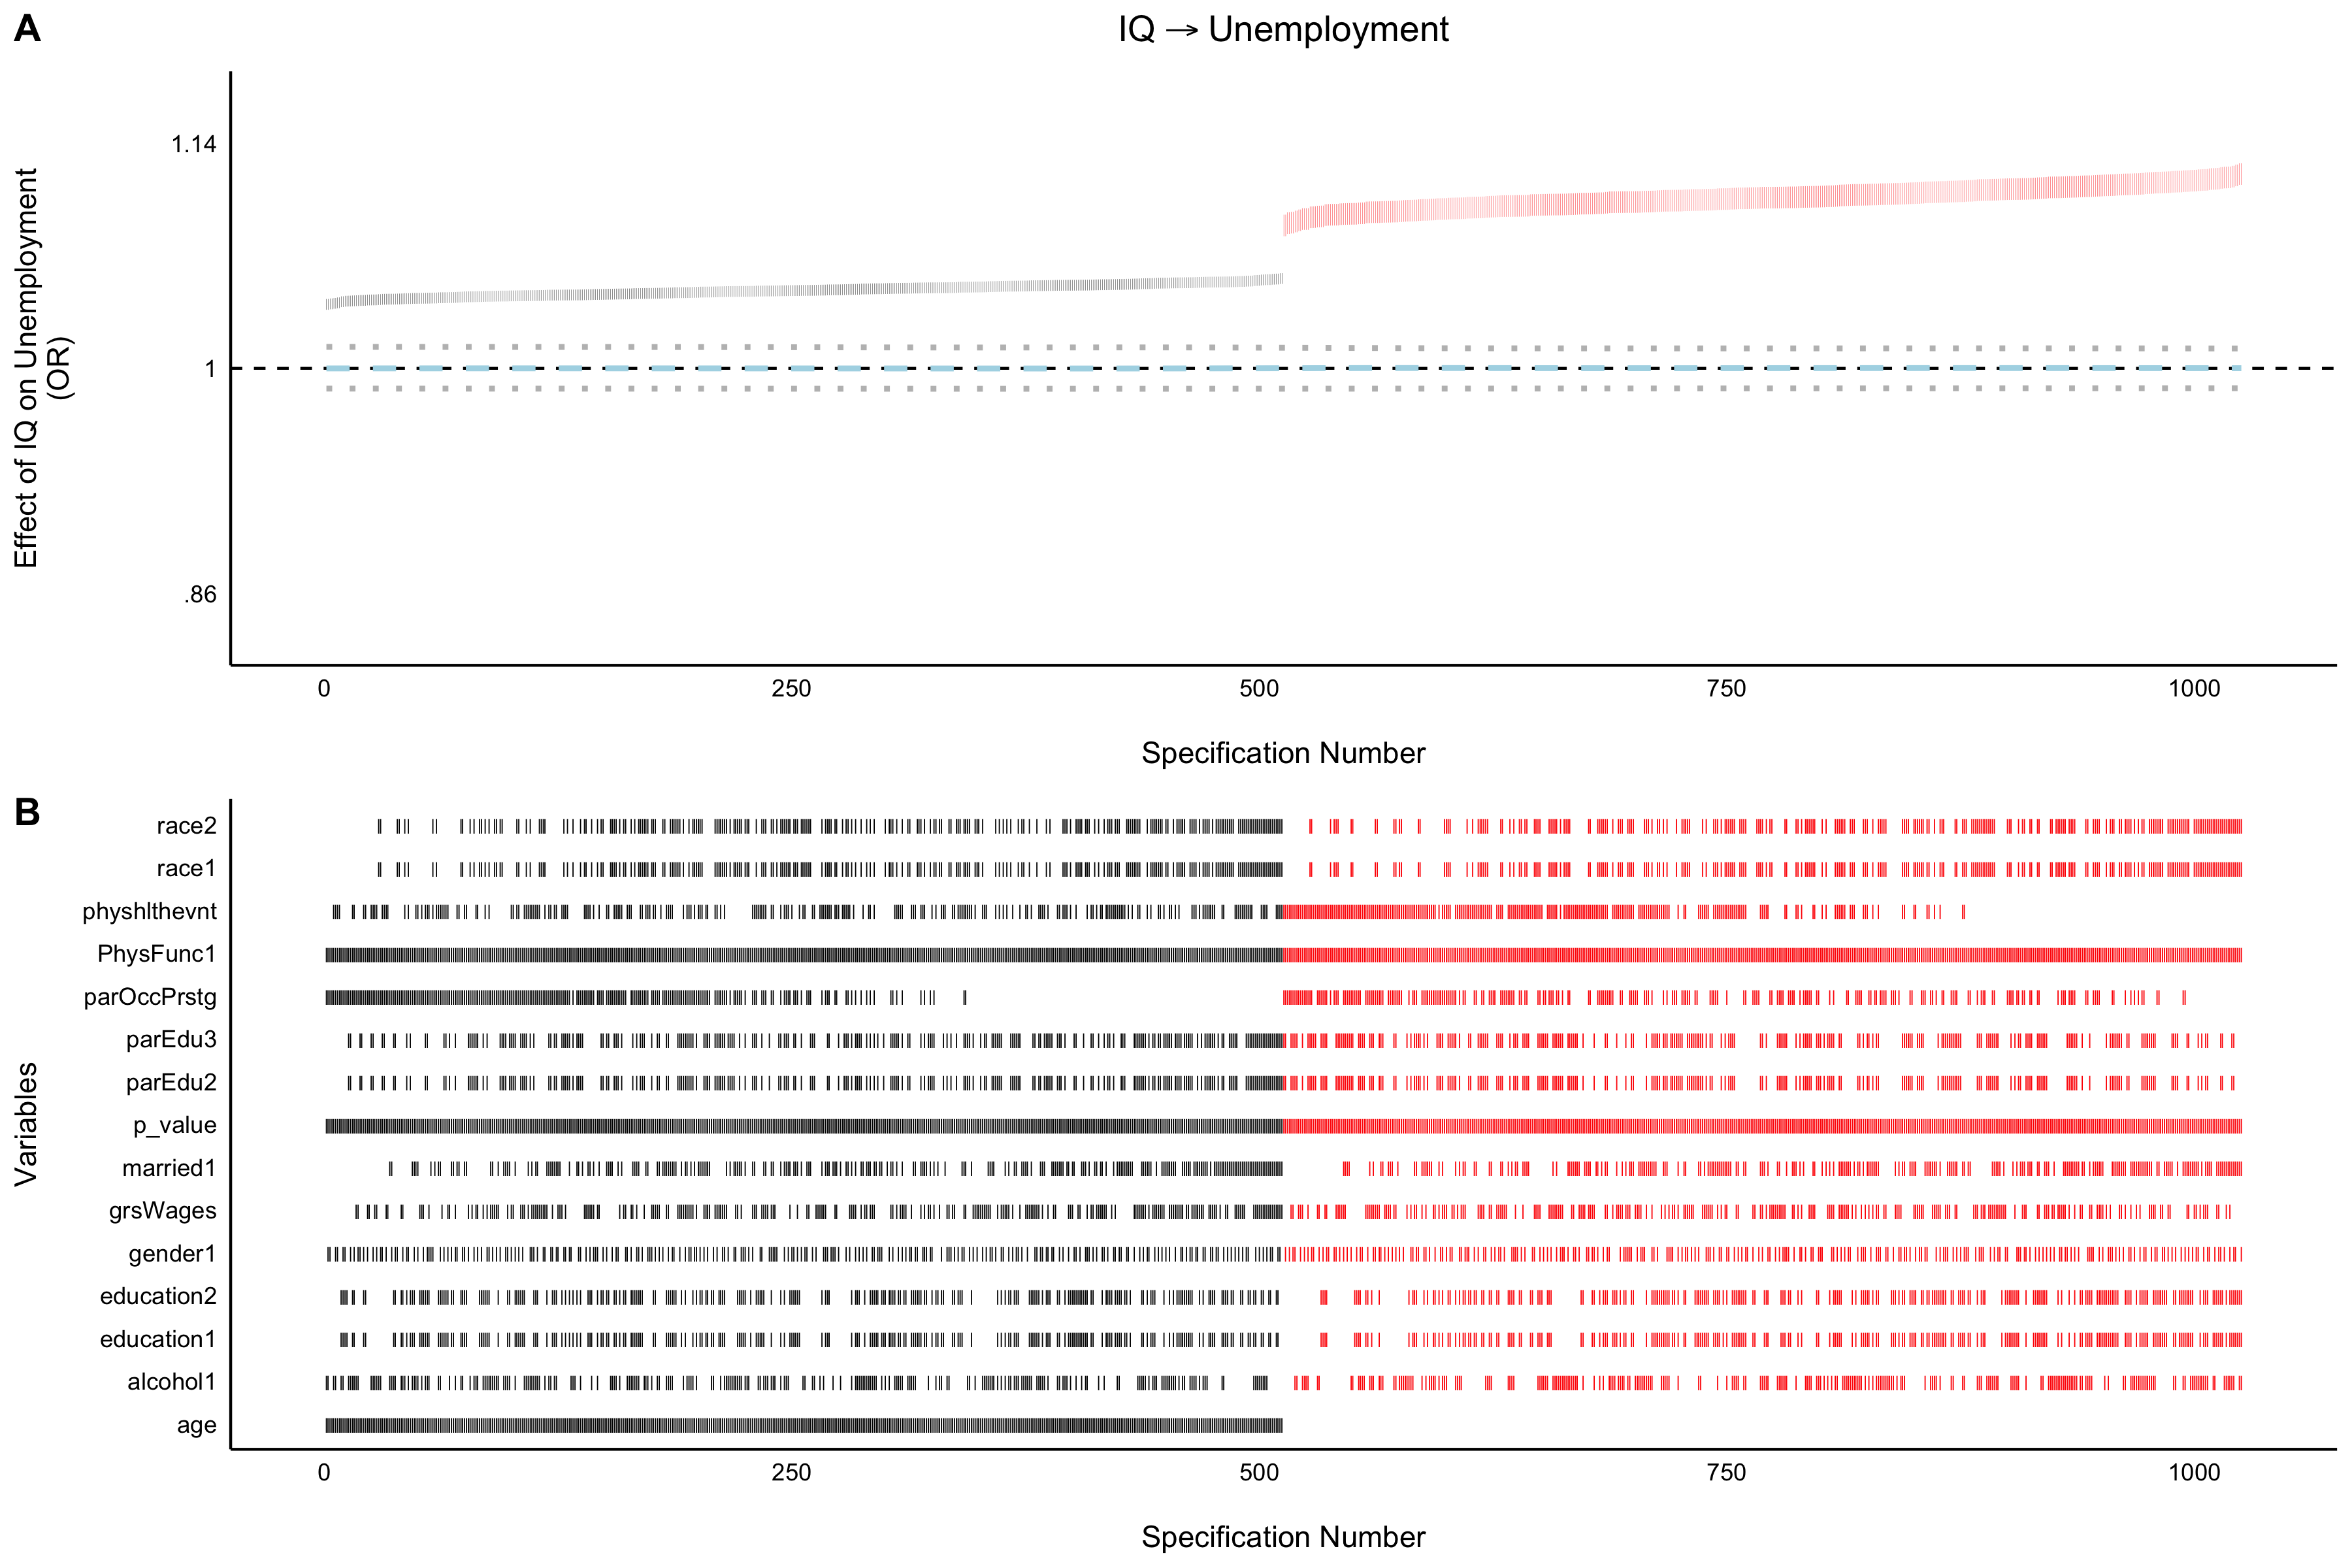 A
IQ → Unemployment
Effect of IQ on Unemployment
(OR)
1.14
1
.86
0 250 500 750 1000
Specification Number
B
Variables
race2
race1
physhlthevnt
PhysFunc1
parOccPrstg
parEdu3
parEdu2
p_value
married1
grsWages
gender1
education2
education1
alcohol1
age
0 250 500 750 1000
Specification Number